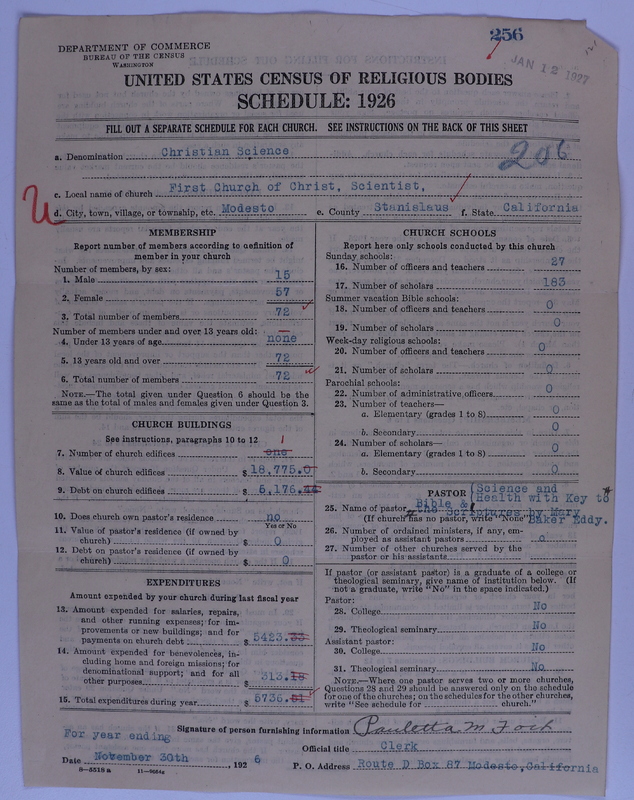 256
JAN 12 1927
DEPARTMENT OF COMMERCE
BUREAU OF THE CENSUS
WASHINGTON
UNITED STATES CENSUS OF RELIGIOUS BODIES
SCHEDULE: 1926
FILL OUT A SEPARATE SCHEDULE FOR EACH CHURCH. SEE INSTRUCTIONS ON THE BACK OF THIS SHEET
a. Denomination Christian Science
206
c. Local name of church First Church of Christ, Scientist,
U
d. City, town, village, or township, etc. Modesto e. County Stanislaus f. State California
MEMBERSHIP
Report number of members according to definition of
member in your church
Number of members, by sex:
1. Male 15
2. Female 57
3. Total number of members 72
Number of members under and over 13 years old:
4. Under 13 years of age none
5. 13 years old and over 72
6. Total number of members 72
NOTE.—The total given under Question 6 should be the
same as the total of males and females given under Question 3.
CHURCH BUILDINGS
See instructions, paragraphs 10 to 12 1
7. Number of church edifices one
8. Value of church edifices $18,775.0
9. Debt on church edifices $ 5,176.
10. Does church own pastor's residence no
Yes or No
11. Value of pastor's residence (if owned by
church) $ 0
12. Debt on pastor's residence (if owned by
church) $ 0
EXPENDITURES
Amount expended by your church during last fiscal year
13. Amount expended for salaries, repairs,
and other running expenses; for im-
provements or new buildings; and for
payments on church debt $ 5423.33
14. Amount expended for benevolences, in-
cluding home and foreign missions; for
denominational support; and for all
other purposes $ 313.18
15. Total expenditures during year $ 5736.51
CHURCH SCHOOLS
Report here only schools conducted by this church
Sunday schools:
16. Number of officers and teachers 27
17. Number of scholars 183
Summer vacation Bible schools:
18. Number of officers and teachers 0
19. Number of scholars 0
Week-day religious schools:
20. Number of officers and teachers 0
21. Number of scholars 0
Parochial schools:
22. Number of administrative officers 0
23. Number of teachers—
a. Elementary (grades 1 to 8) 0
b. Secondary 0
24. Number of scholars—
a. Elementary (grades 1 to 8) 0
b. Secondary 0
PASTOR (Science and
Health with Key to
25. Name of pastor Bible & the Scriptures by Mary
(If church has no pastor, write "None") Baker Eddy.
26. Number of ordained ministers, if any, em-
ployed as assistant pastors 0
27. Number of other churches served by the
pastor or his assistants
If pastor (or assistant pastor) is a graduate of a college or
theological seminary, give name of institution below. (If
not a graduate, write "No" in the space indicated.)
Pastor:
28. College No
29. Theological seminary No
Assistant pastor:
30. College No
31. Theological seminary No
NOTE.—Where one pastor serves two or more churches,
Questions 28 and 29 should be answered only on the schedule
for one of the churches; on the schedules for the other churches,
write "See schedule for church."
Signature of person furnishing information Pauletta M
For year ending
Official title Clerk
Date November 30th, 192 6
P. O. Address Route D Box 87 Modesto, California
8—5518 a 11—9054